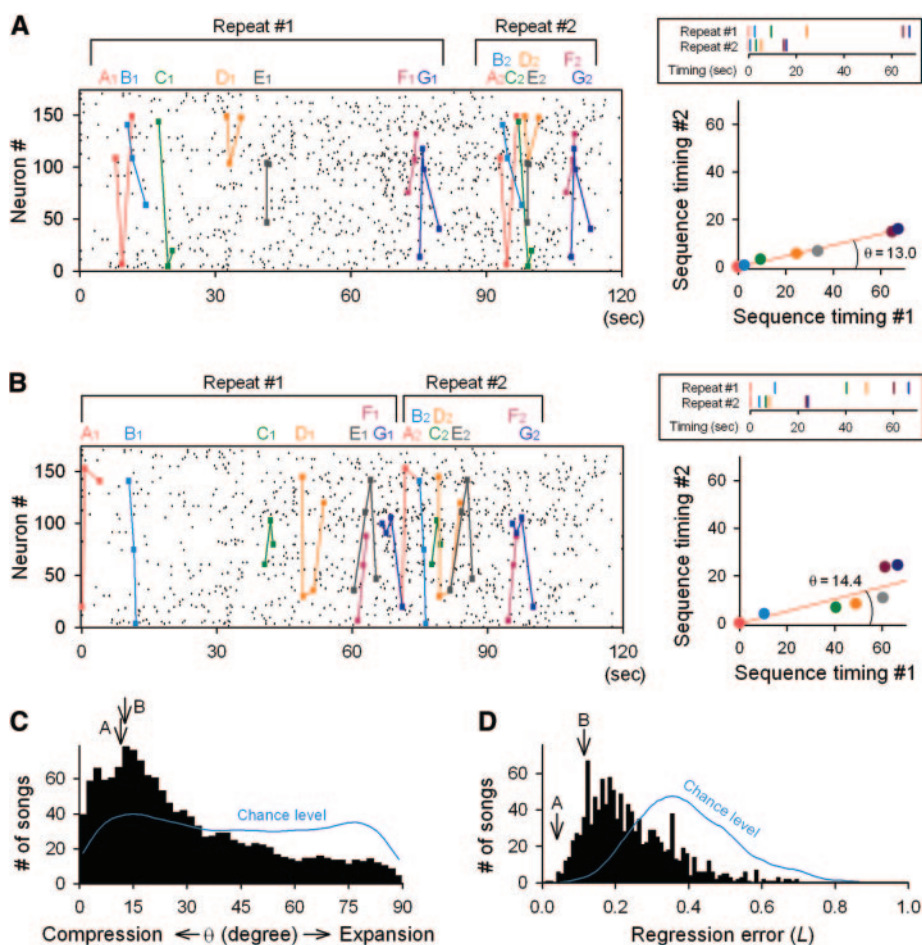 A
Repeat #1
Repeat #2
A1 B1 C1 D1 E1 F1 G1 B2 D2 F2
A2 C2 E2 G2
Neuron #
150
100
50
0
0 30 60 90 120
(sec)
Repeat #1
Repeat #2
Timing (sec) 0 20 40 60
Sequence timing #2
60
40
20
0
θ = 13.0
0 20 40 60
Sequence timing #1
B
Repeat #1
Repeat #2
F1 B2 D2 F2
A1 B1 C1 D1 E1 G1 A2 C2 E2 G2
Neuron #
150
100
50
0
0 30 60 90 120
(sec)
Repeat #1
Repeat #2
Timing (sec) 0 20 40 60
Sequence timing #2
60
40
20
0
θ = 14.4
0 20 40 60
Sequence timing #1
C
A
B
# of songs
60
40
20
0
Chance level
0 15 30 45 60 75 90
Compression ← θ (degree) → Expansion
D
A
B
# of songs
60
40
20
0
Chance level
0.0 0.2 0.4 0.6 0.8 1.0
Regression error (L)